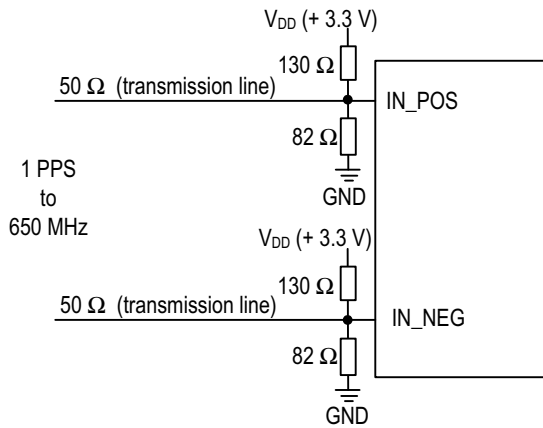 V_DD (+ 3.3 V)
130 Ω
50 Ω (transmission line)
IN_POS
82 Ω
GND
1 PPS
to
650 MHz
V_DD (+ 3.3 V)
130 Ω
50 Ω (transmission line)
IN_NEG
82 Ω
GND